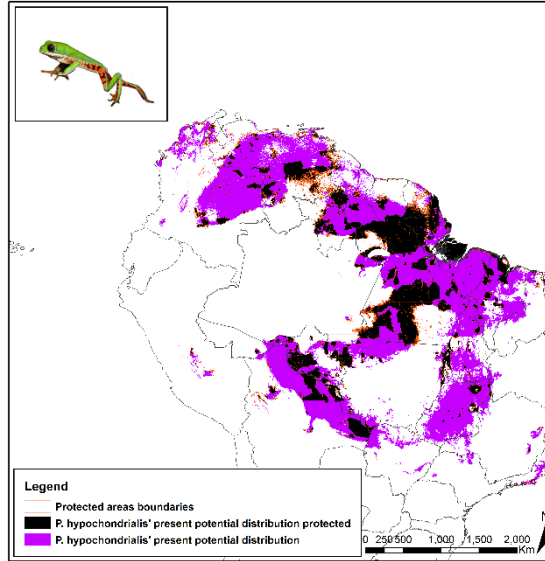 Legend
Protected areas boundaries
P. hypochondrialis' present potential distribution protected
P. hypochondrialis' present potential distribution
N
0 250 500 1,000 1,500 2,000
Km